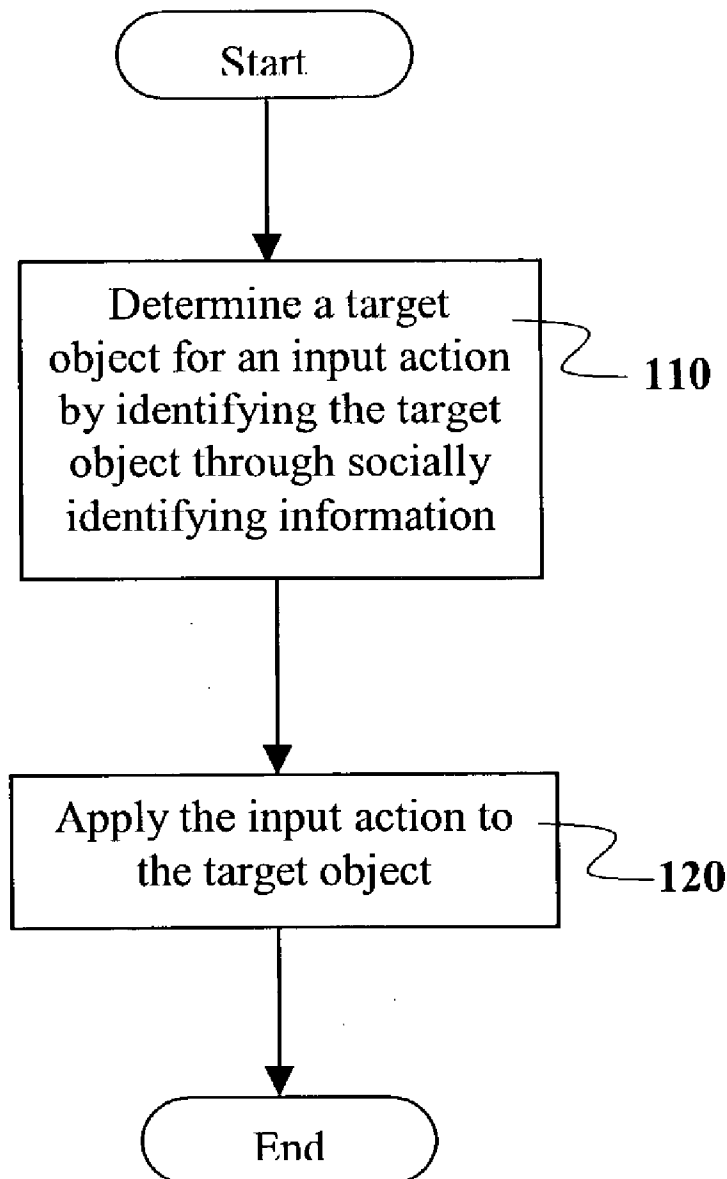 Start
Determine a target
object for an input action
by identifying the target
object through socially
identifying information
110
Apply the input action to
the target object
120
End